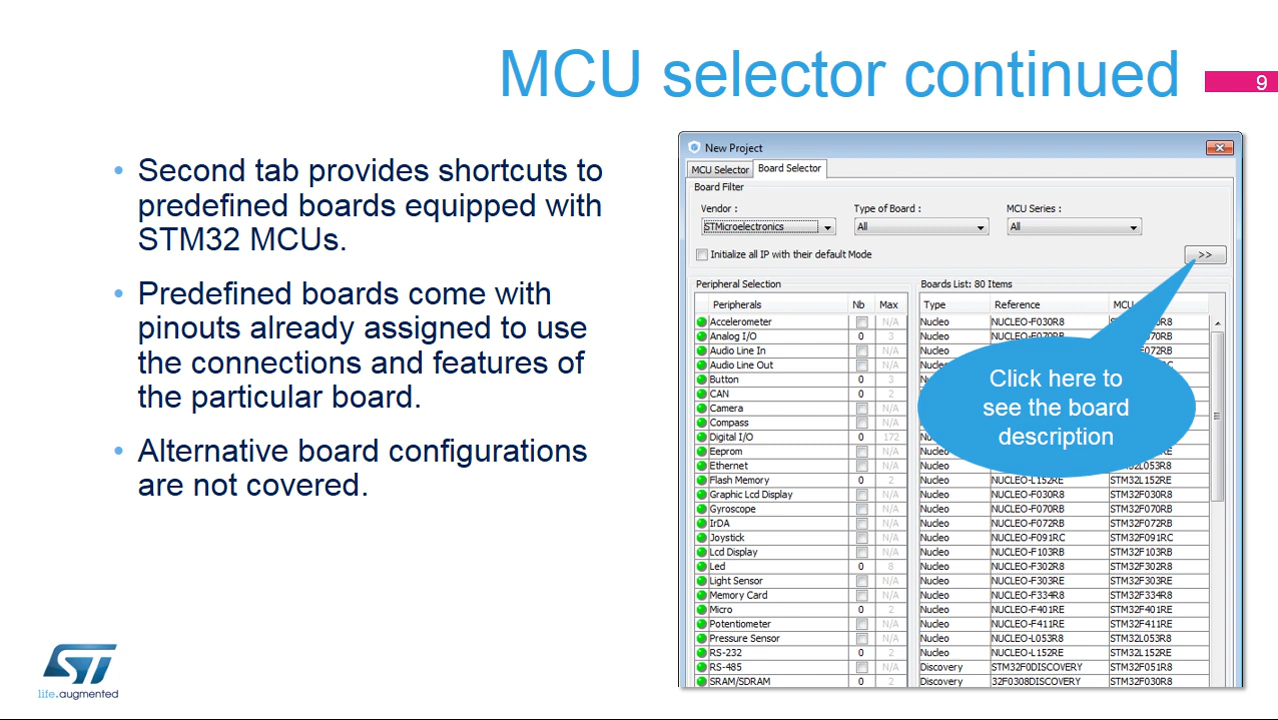 MCU selector continued
9
• Second tab provides shortcuts to
predefined boards equipped with
STM32 MCUs.
• Predefined boards come with
pinouts already assigned to use
the connections and features of
the particular board.
• Alternative board configurations
are not covered.
New Project
MCU Selector Board Selector
Board Filter
Vendor : Type of Board : MCU Series :
STMicroelectronics All All
Initialize all IP with their default Mode >>
Peripheral Selection
Peripherals Nb Max
Accelerometer N/A
Analog I/O 0 3
Audio Line In N/A
Audio Line Out N/A
Button 0 3
CAN 0 2
Camera N/A
Compass N/A
Digital I/O 0 172
Eeprom N/A
Ethernet N/A
Flash Memory 0 2
Graphic Lcd Display N/A
Gyroscope N/A
IrDA N/A
Joystick N/A
Lcd Display N/A
Led 0 8
Light Sensor N/A
Memory Card N/A
Micro 0 2
Potentiometer N/A
Pressure Sensor N/A
RS-232 0 2
RS-485 N/A
SRAM/SDRAM 0 2
Boards List: 80 Items
Type Reference MCU
Nucleo NUCLEO-F030R8
Nucleo NUCLEO-F070RB
Nucleo
Nucleo NUCLEO-L152RE STM32L152RE
Nucleo NUCLEO-F030R8 STM32F030R8
Nucleo NUCLEO-F070RB STM32F070RB
Nucleo NUCLEO-F072RB STM32F072RB
Nucleo NUCLEO-F091RC STM32F091RC
Nucleo NUCLEO-F103RB STM32F103RB
Nucleo NUCLEO-F302R8 STM32F302R8
Nucleo NUCLEO-F303RE STM32F303RE
Nucleo NUCLEO-F334R8 STM32F334R8
Nucleo NUCLEO-F401RE STM32F401RE
Nucleo NUCLEO-F411RE STM32F411RE
Nucleo NUCLEO-L053R8 STM32L053R8
Nucleo NUCLEO-L152RE STM32L152RE
Discovery STM32F0DISCOVERY STM32F051R8
Discovery 32F0308DISCOVERY STM32F030R8
Click here to
see the board
description
ST
life.augmented